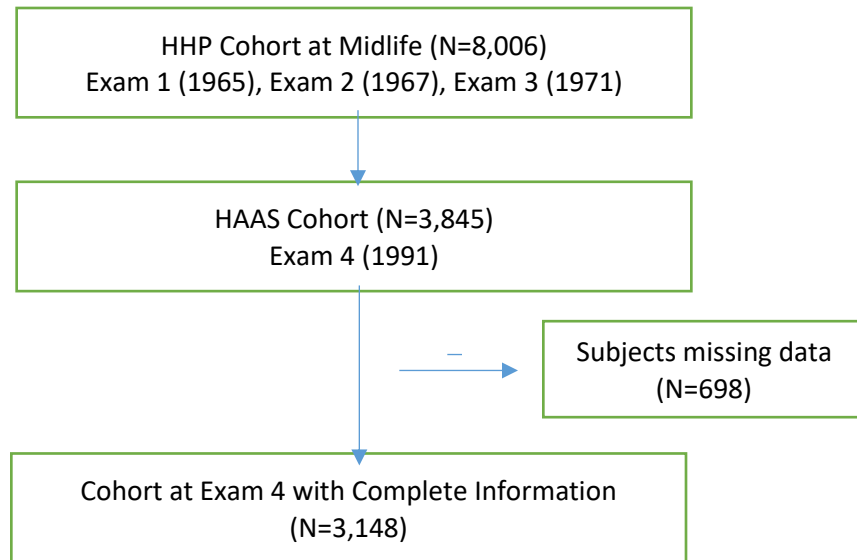 HHP Cohort at Midlife (N=8,006)
Exam 1 (1965), Exam 2 (1967), Exam 3 (1971)
HAAS Cohort (N=3,845)
Exam 4 (1991)
–
Subjects missing data
(N=698)
Cohort at Exam 4 with Complete Information
(N=3,148)